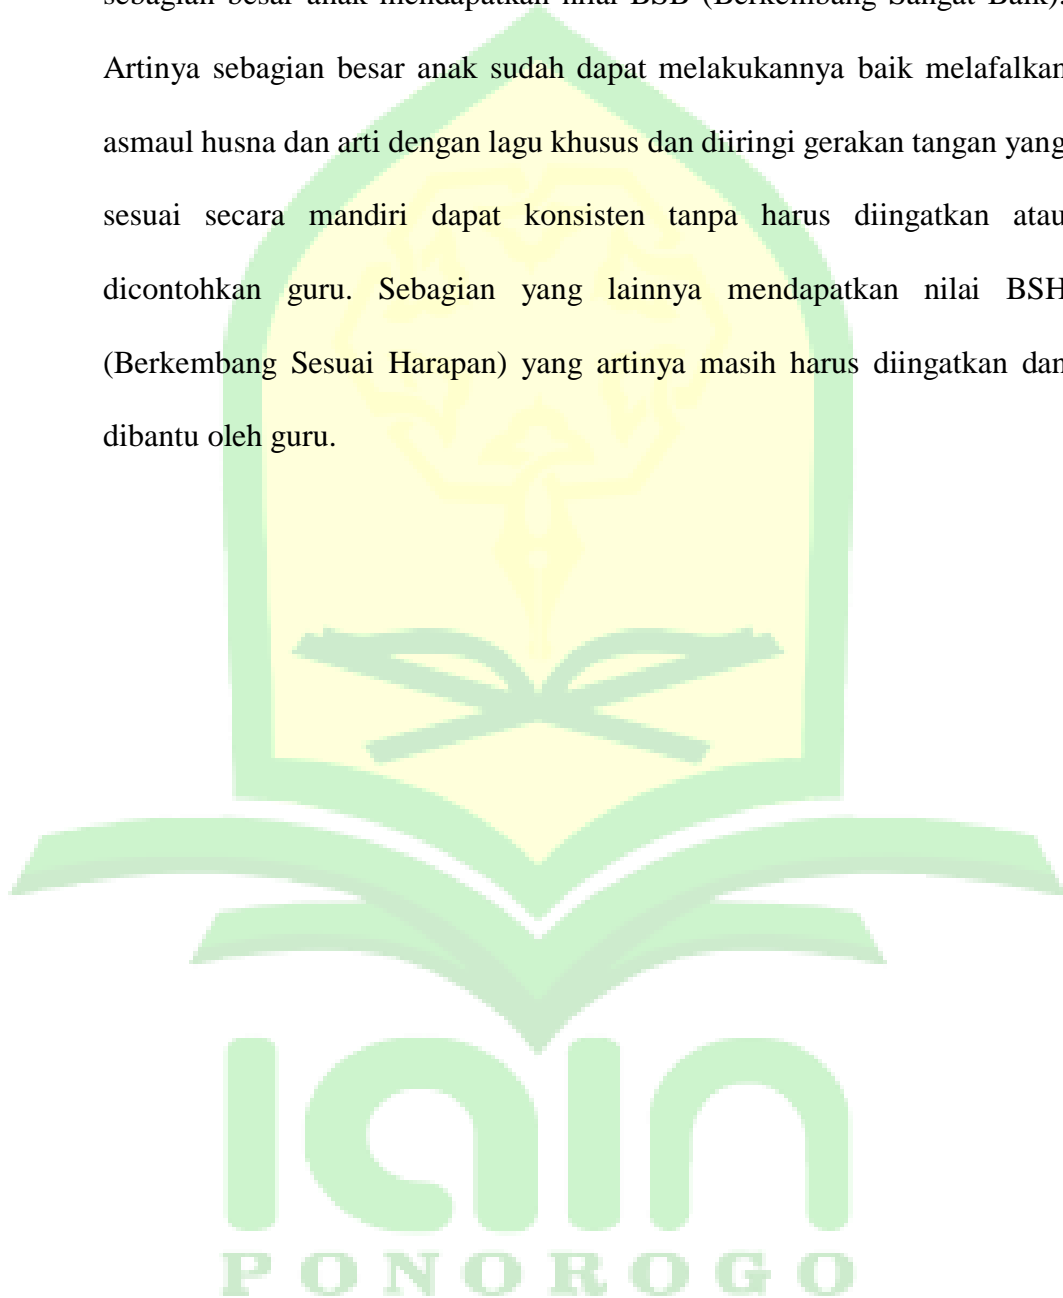 sebagian besar anak mendapatkan nilai BSB (Berkembang Sangat Baik).
Artinya sebagian besar anak sudah dapat melakukannya baik melafalkan
asmaul husna dan arti dengan lagu khusus dan diiringi gerakan tangan yang
sesuai secara mandiri dapat konsisten tanpa harus diingatkan atau
dicontohkan guru. Sebagian yang lainnya mendapatkan nilai BSH
(Berkembang Sesuai Harapan) yang artinya masih harus diingatkan dan
dibantu oleh guru.
iain
PONOROGO